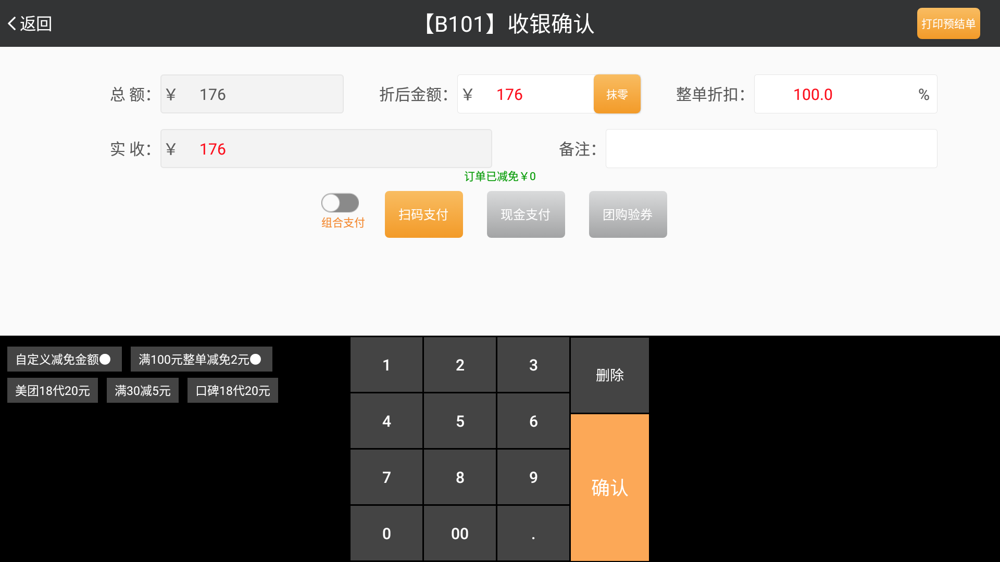 返回
【B101】收银确认
打印预结单
总 额： ￥ 176
折后金额： ￥ 176 抹零
整单折扣： 100.0 %
实 收： ￥ 176
备注：
订单已减免￥0
组合支付
扫码支付
现金支付
团购验券
自定义减免金额
满100元整单减免2元
美团18代20元
满30减5元
口碑18代20元
1 2 3
删除
4 5 6
7 8 9
确认
0 00 .